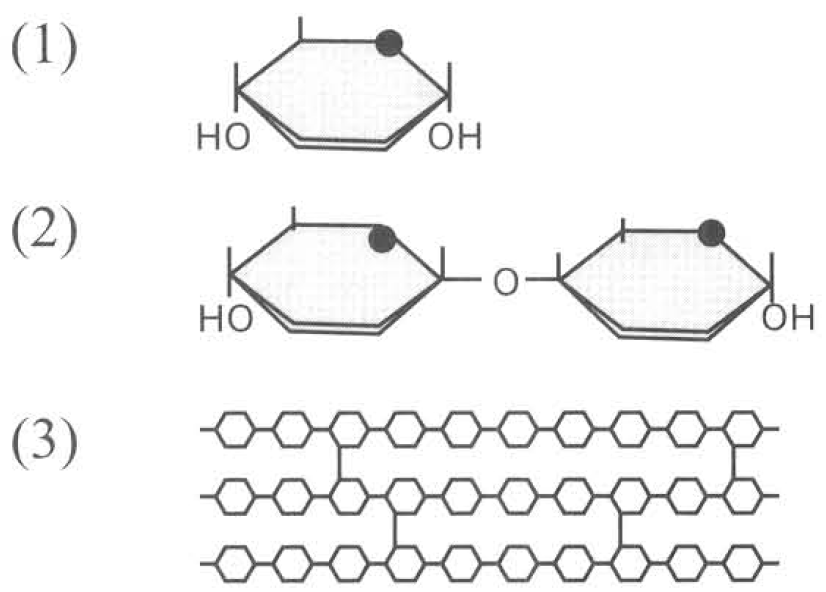 (1)
HO OH
(2)
O
HO OH
(3)